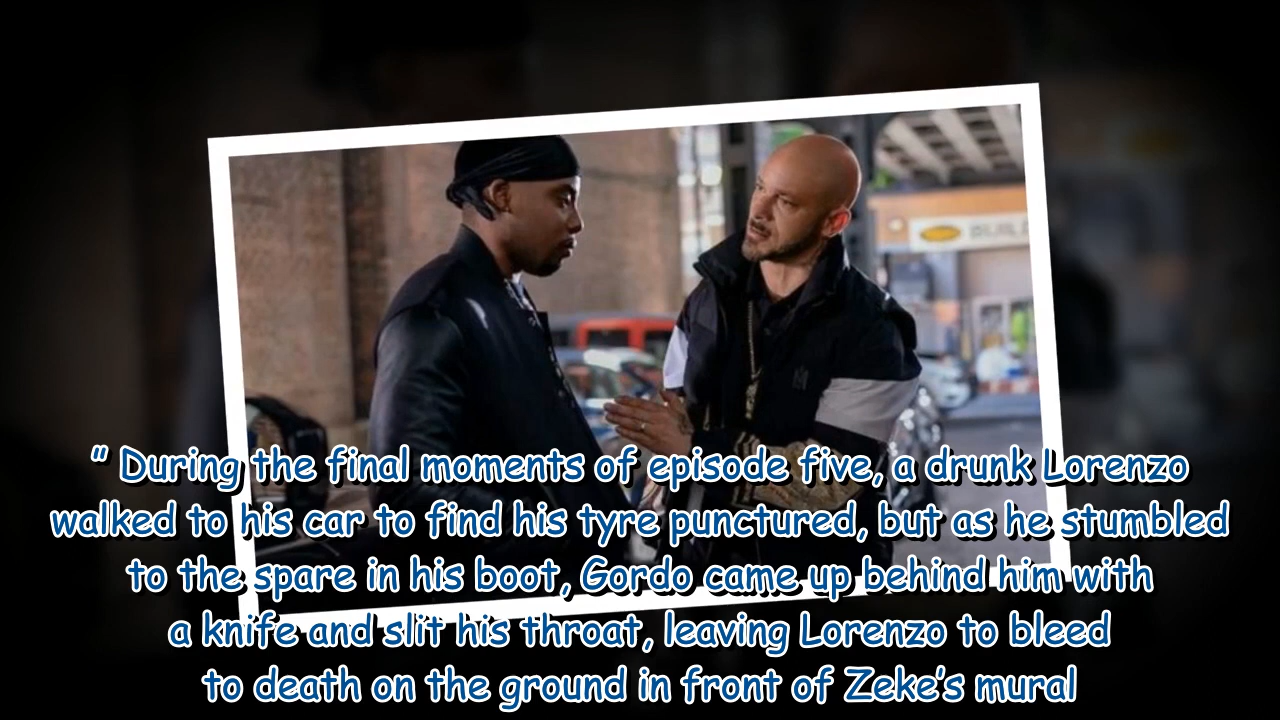 ” During the final moments of episode five, a drunk Lorenzo
walked to his car to find his tyre punctured, but as he stumbled
to the spare in his boot, Gordo came up behind him with
a knife and slit his throat, leaving Lorenzo to bleed
to death on the ground in front of Zeke’s mural